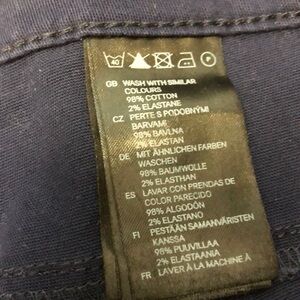 40 P
GB WASH WITH SIMILAR
COLOURS
98% COTTON
2% ELASTANE
CZ PERTE S PODOBNÝMI
BARVAMI
98% BAVLNA
2% ELASTAN
DE MIT ÄHNLICHEN FARBEN
WASCHEN
98% BAUMWOLLE
2% ELASTHAN
ES LAVAR CON PRENDAS DE
COLOR PARECIDO
98% ALGODÓN
2% ELASTANO
FI PESTÄÄN SAMANVÄRISTEN
KANSSA
98% PUUVILLAA
2% ELASTAANIA
FR LAVER À LA MACHINE À